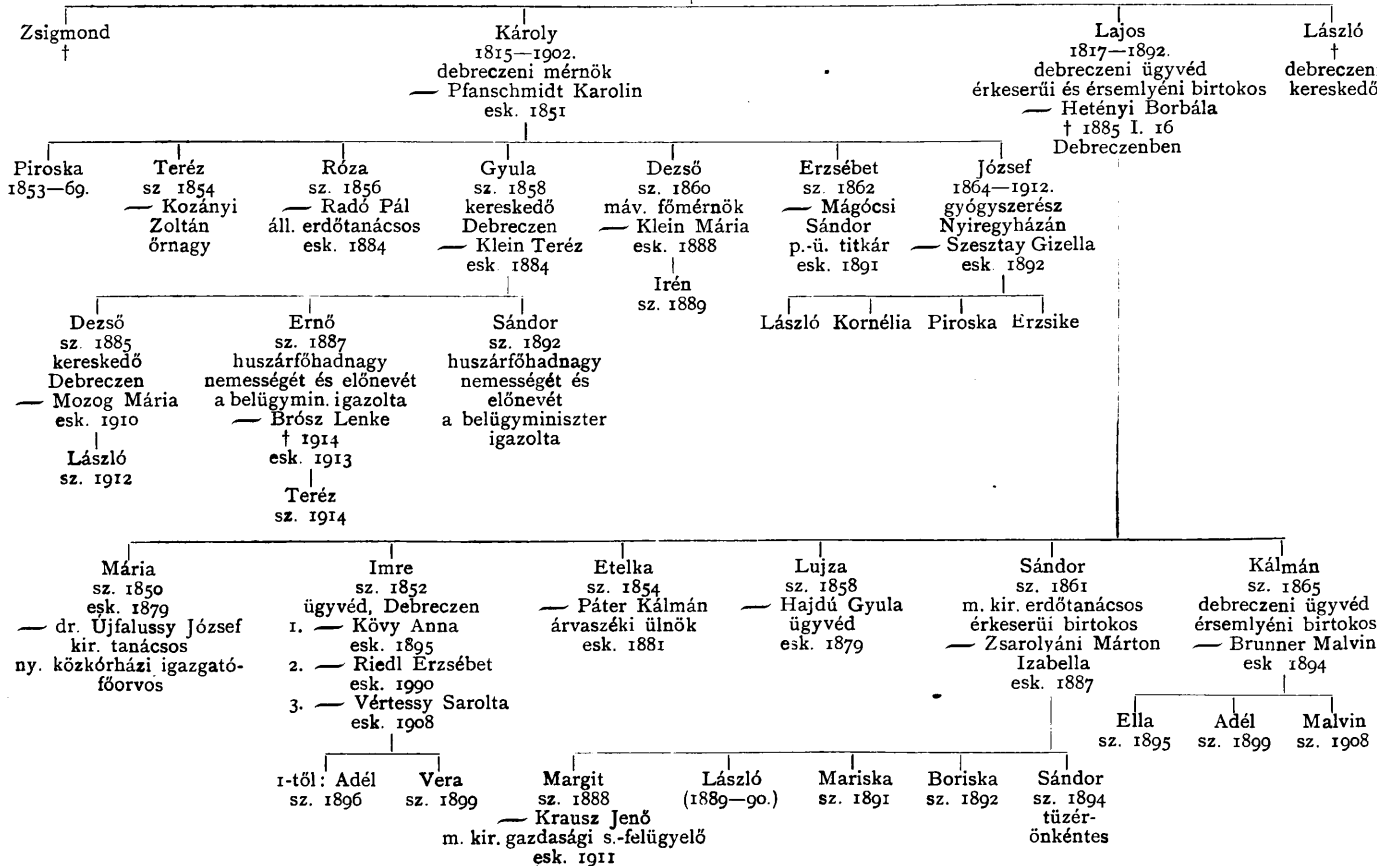 Zsigmond
†
Károly
1815—1902.
debreczeni mérnök
— Pfanschmidt Karolin
esk. 1851
Lajos
1817—1892.
debreczeni ügyvéd
érkeserűi és érsemlyéni birtokos
— Hetényi Borbála
† 1885 I. 16
Debreczenben
László
†
debreczeni
kereskedő
Piroska
1853—69.
Teréz
sz 1854
— Kozányi
Zoltán
őrnagy
Róza
sz. 1856
— Radó Pál
áll. erdőtanácsos
esk. 1884
Gyula
sz. 1858
kereskedő
Debreczen
— Klein Teréz
esk. 1884
Dezső
sz. 1860
máv. főmérnök
— Klein Mária
esk. 1888
Irén
sz. 1889
Erzsébet
sz. 1862
— Mágócsi
Sándor
p.-ü. titkár
esk. 1891
József
1864—1912.
gyógyszerész
Nyiregyházán
— Szesztay Gizella
esk. 1892
László Kornélia Piroska Erzsike
Dezső
sz. 1885
kereskedő
Debreczen
— Mozog Mária
esk. 1910
László
sz. 1912
Ernő
sz. 1887
huszárfőhadnagy
nemességét és előnevét
a belügymin. igazolta
— Brósz Lenke
† 1914
esk. 1913
Teréz
sz. 1914
Sándor
sz. 1892
huszárfőhadnagy
nemességét és
előnevét
a belügyminiszter
igazolta
Mária
sz. 1850
esk. 1879
— dr. Újfalussy József
kir. tanácsos
ny. közkórházi igazgató-
főorvos
Imre
sz. 1852
ügyvéd, Debreczen
1. — Kövy Anna
esk. 1895
2. — Riedl Erzsébet
esk. 1990
3. — Vértessy Sarolta
esk. 1908
Etelka
sz. 1854
— Páter Kálmán
árvaszéki ülnök
esk. 1881
Lujza
sz. 1858
— Hajdú Gyula
ügyvéd
esk. 1879
Sándor
sz. 1861
m. kir. erdőtanácsos
érkeserűi birtokos
— Zsarolyáni Márton
Izabella
esk. 1887
Kálmán
sz. 1865
debreczeni ügyvéd
érsemlyéni birtokos
— Brunner Malvin
esk 1894
Ella
sz. 1895
Adél
sz. 1899
Malvin
sz. 1908
1-től: Adél
sz. 1896
Vera
sz. 1899
Margit
sz. 1888
— Krausz Jenő
m. kir. gazdasági s.-felügyelő
esk. 1911
László
(1889—90.)
Mariska
sz. 1891
Boriska
sz. 1892
Sándor
sz. 1894
tüzér-
önkéntes